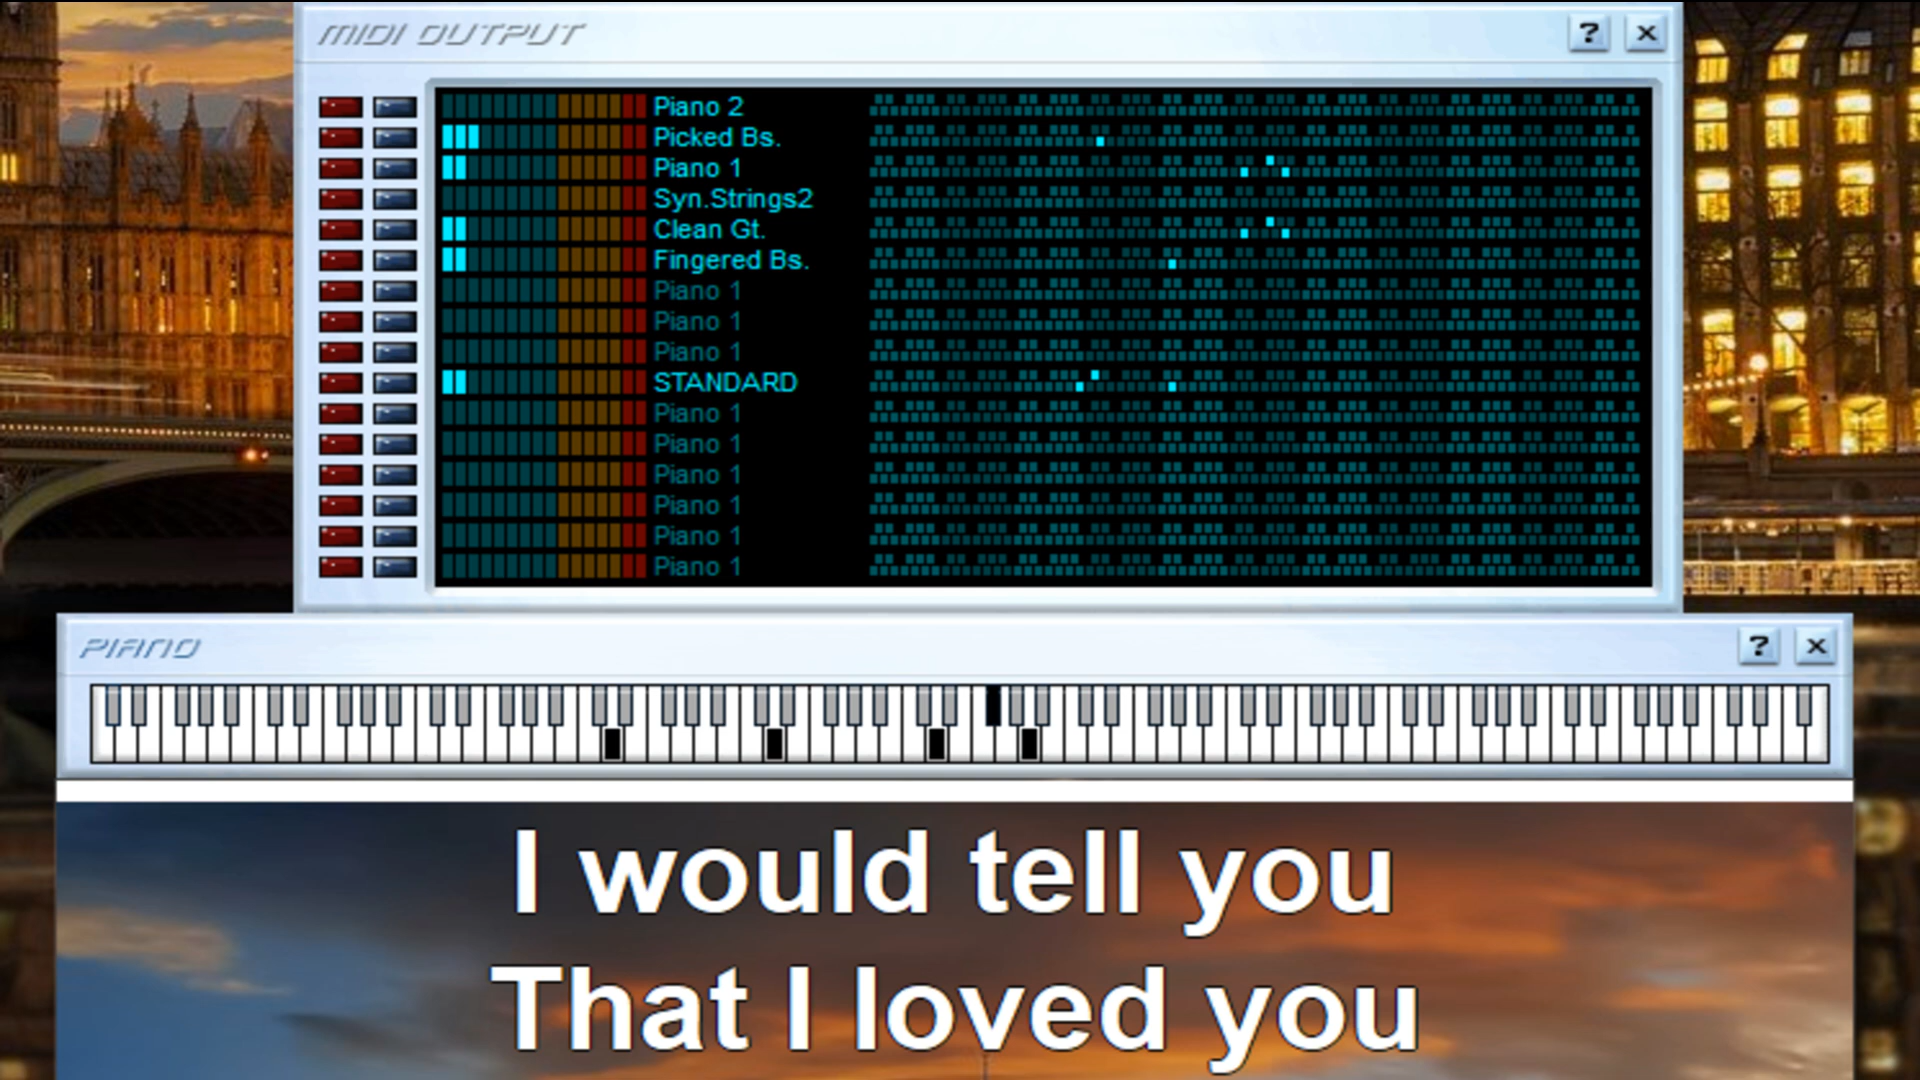 MIDI OUTPUT
? ×
Piano 2
Picked Bs.
Piano 1
Syn.Strings2
Clean Gt.
Fingered Bs.
Piano 1
Piano 1
Piano 1
STANDARD
Piano 1
Piano 1
Piano 1
Piano 1
Piano 1
Piano 1
PIANO
? ×
I would tell you
That I loved you